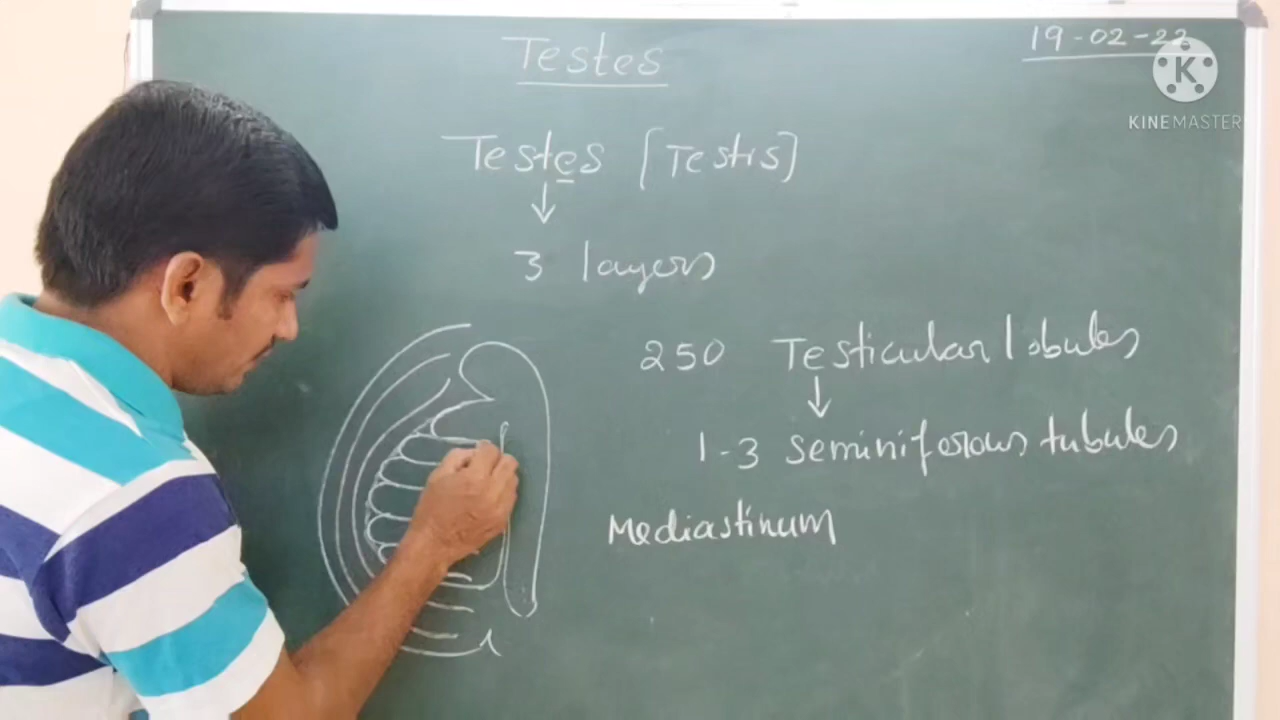 Testes
19-02-22
K
KINEMASTER
Testes [Testis]
3 layers
250 Testicular lobules
1-3 Seminiferous tubules
Mediastinum